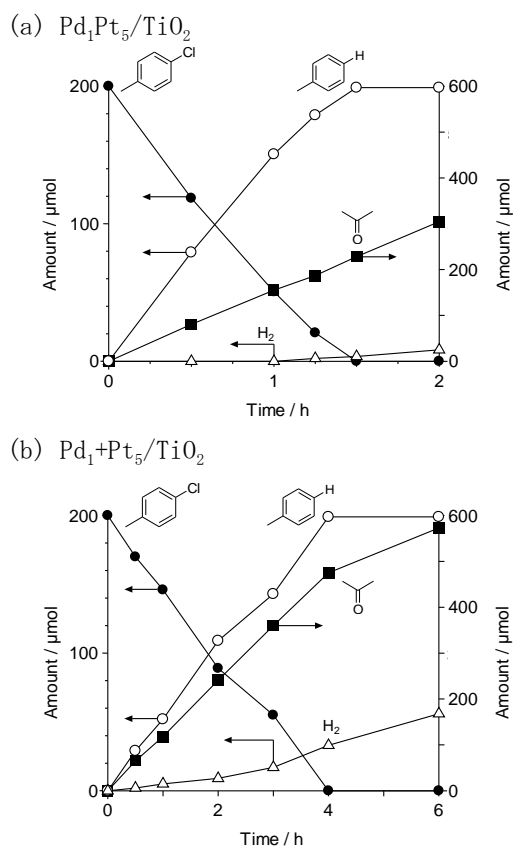 (a) Pd₁Pt₅/TiO₂
Cl
H
200
600
100
400
200
0
0
O
H₂
Amount / μmol
Amount / μmol
0
1
2
Time / h
(b) Pd₁+Pt₅/TiO₂
Cl
H
200
600
100
400
200
0
0
O
H₂
Amount / μmol
Amount / μmol
0
2
4
6
Time / h